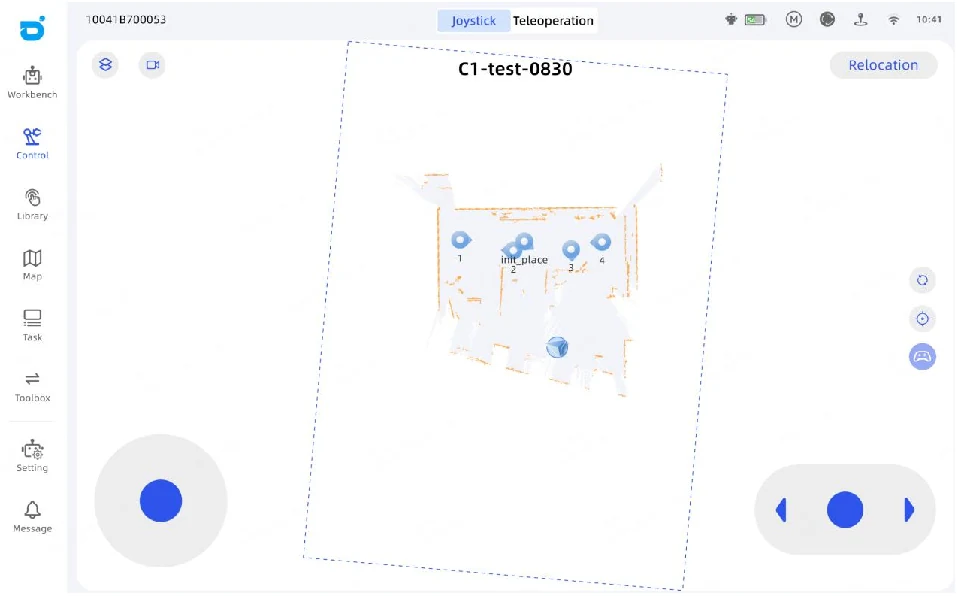 10041B700053
Joystick
Teleoperation
M
10:41
Workbench
Control
Library
Map
Task
Toolbox
Setting
Message
C1-test-0830
Relocation
1
init_place
2
3
4